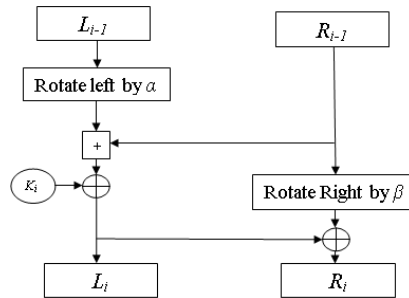 L_{i-1}
R_{i-1}
Rotate left by α
+
K_i
Rotate Right by β
L_i
R_i